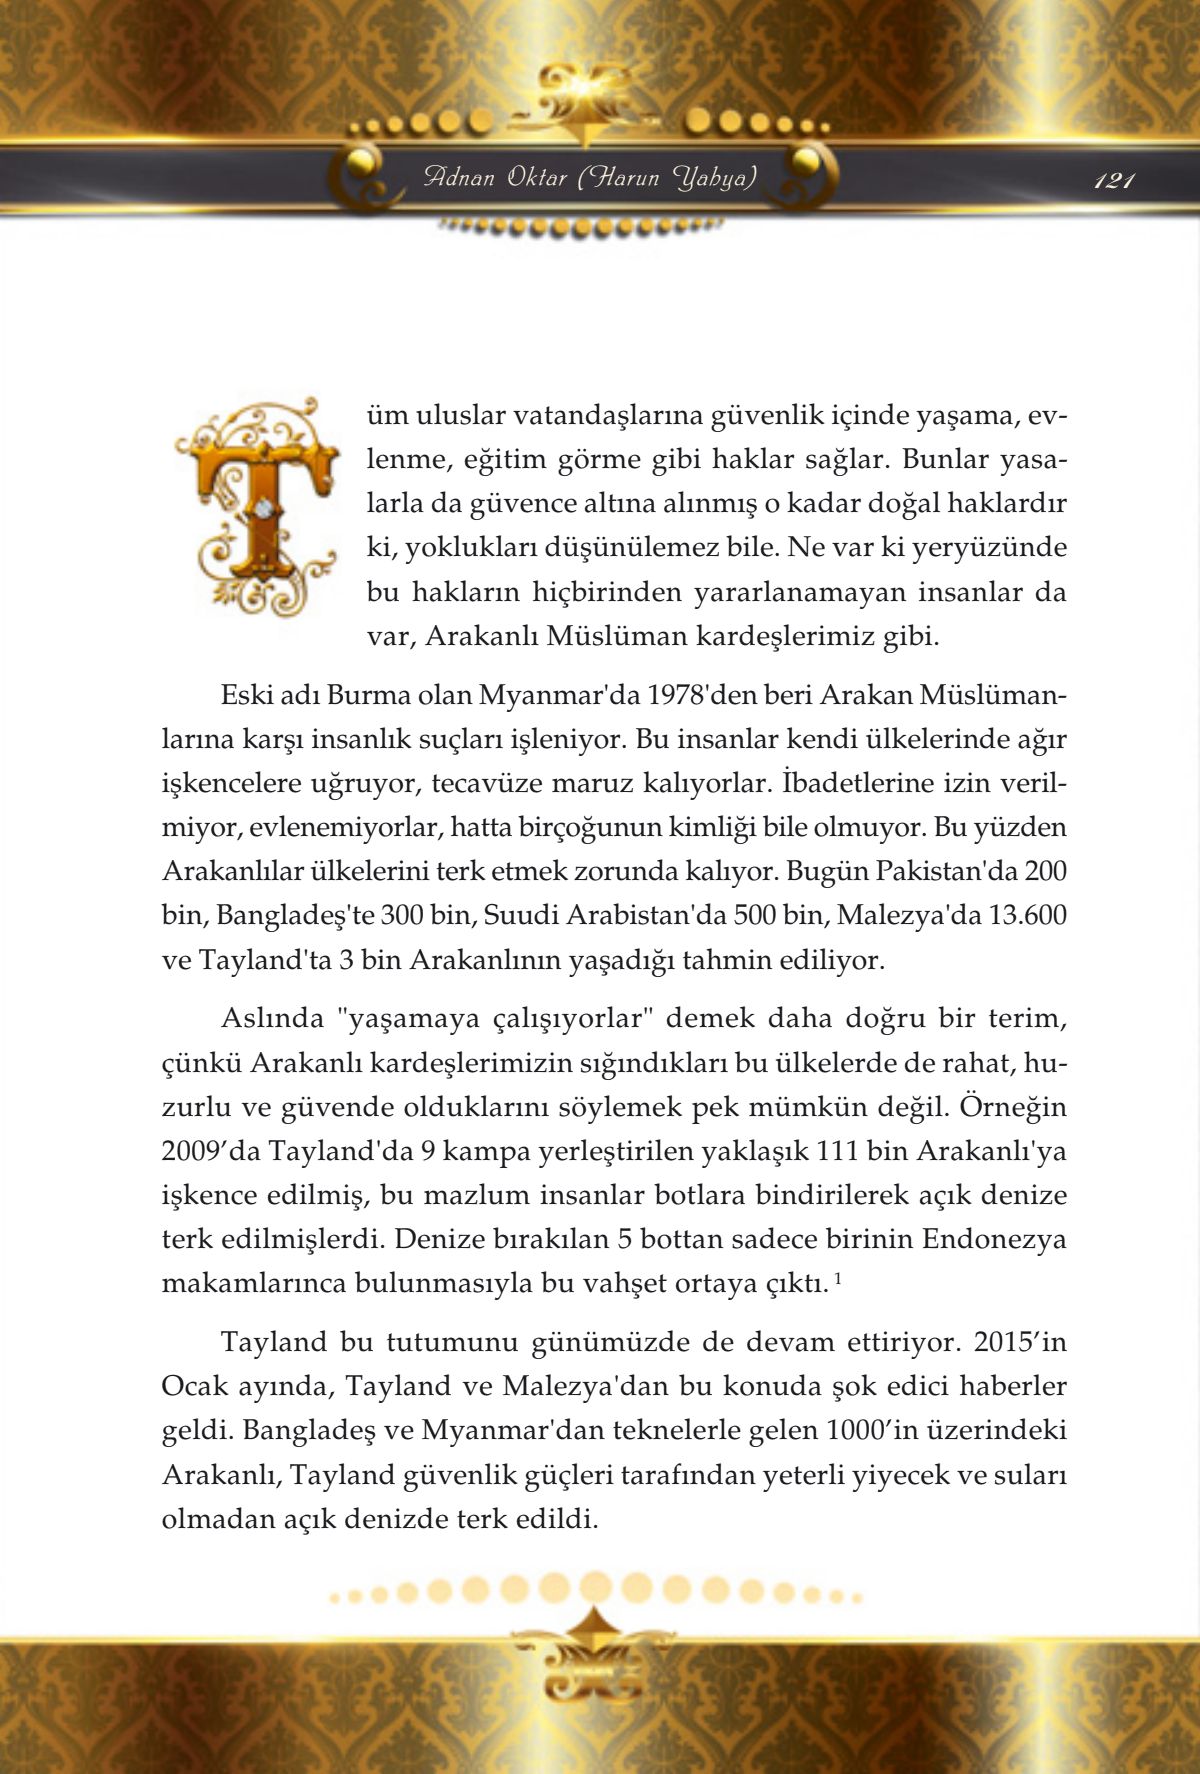 Adnan Oktar (Harun Yahya)
121
Tüm uluslar vatandaşlarına güvenlik içinde yaşama, ev-
lenme, eğitim görme gibi haklar sağlar. Bunlar yasa-
larla da güvence altına alınmış o kadar doğal haklardır
ki, yoklukları düşünülemez bile. Ne var ki yeryüzünde
bu hakların hiçbirinden yararlanamayan insanlar da
var, Arakanlı Müslüman kardeşlerimiz gibi.
Eski adı Burma olan Myanmar'da 1978'den beri Arakan Müslüman-
larına karşı insanlık suçları işleniyor. Bu insanlar kendi ülkelerinde ağır
işkencelere uğruyor, tecavüze maruz kalıyorlar. İbadetlerine izin veril-
miyor, evlenemiyorlar, hatta birçoğunun kimliği bile olmuyor. Bu yüzden
Arakanlılar ülkelerini terk etmek zorunda kalıyor. Bugün Pakistan'da 200
bin, Bangladeş'te 300 bin, Suudi Arabistan'da 500 bin, Malezya'da 13.600
ve Tayland'ta 3 bin Arakanlının yaşadığı tahmin ediliyor.
Aslında "yaşamaya çalışıyorlar" demek daha doğru bir terim,
çünkü Arakanlı kardeşlerimizin sığındıkları bu ülkelerde de rahat, hu-
zurlu ve güvende olduklarını söylemek pek mümkün değil. Örneğin
2009’da Tayland'da 9 kampa yerleştirilen yaklaşık 111 bin Arakanlı'ya
işkence edilmiş, bu mazlum insanlar botlara bindirilerek açık denize
terk edilmişlerdi. Denize bırakılan 5 bottan sadece birinin Endonezya
makamlarınca bulunmasıyla bu vahşet ortaya çıktı. 1
Tayland bu tutumunu günümüzde de devam ettiriyor. 2015’in
Ocak ayında, Tayland ve Malezya'dan bu konuda şok edici haberler
geldi. Bangladeş ve Myanmar'dan teknelerle gelen 1000’in üzerindeki
Arakanlı, Tayland güvenlik güçleri tarafından yeterli yiyecek ve suları
olmadan açık denizde terk edildi.